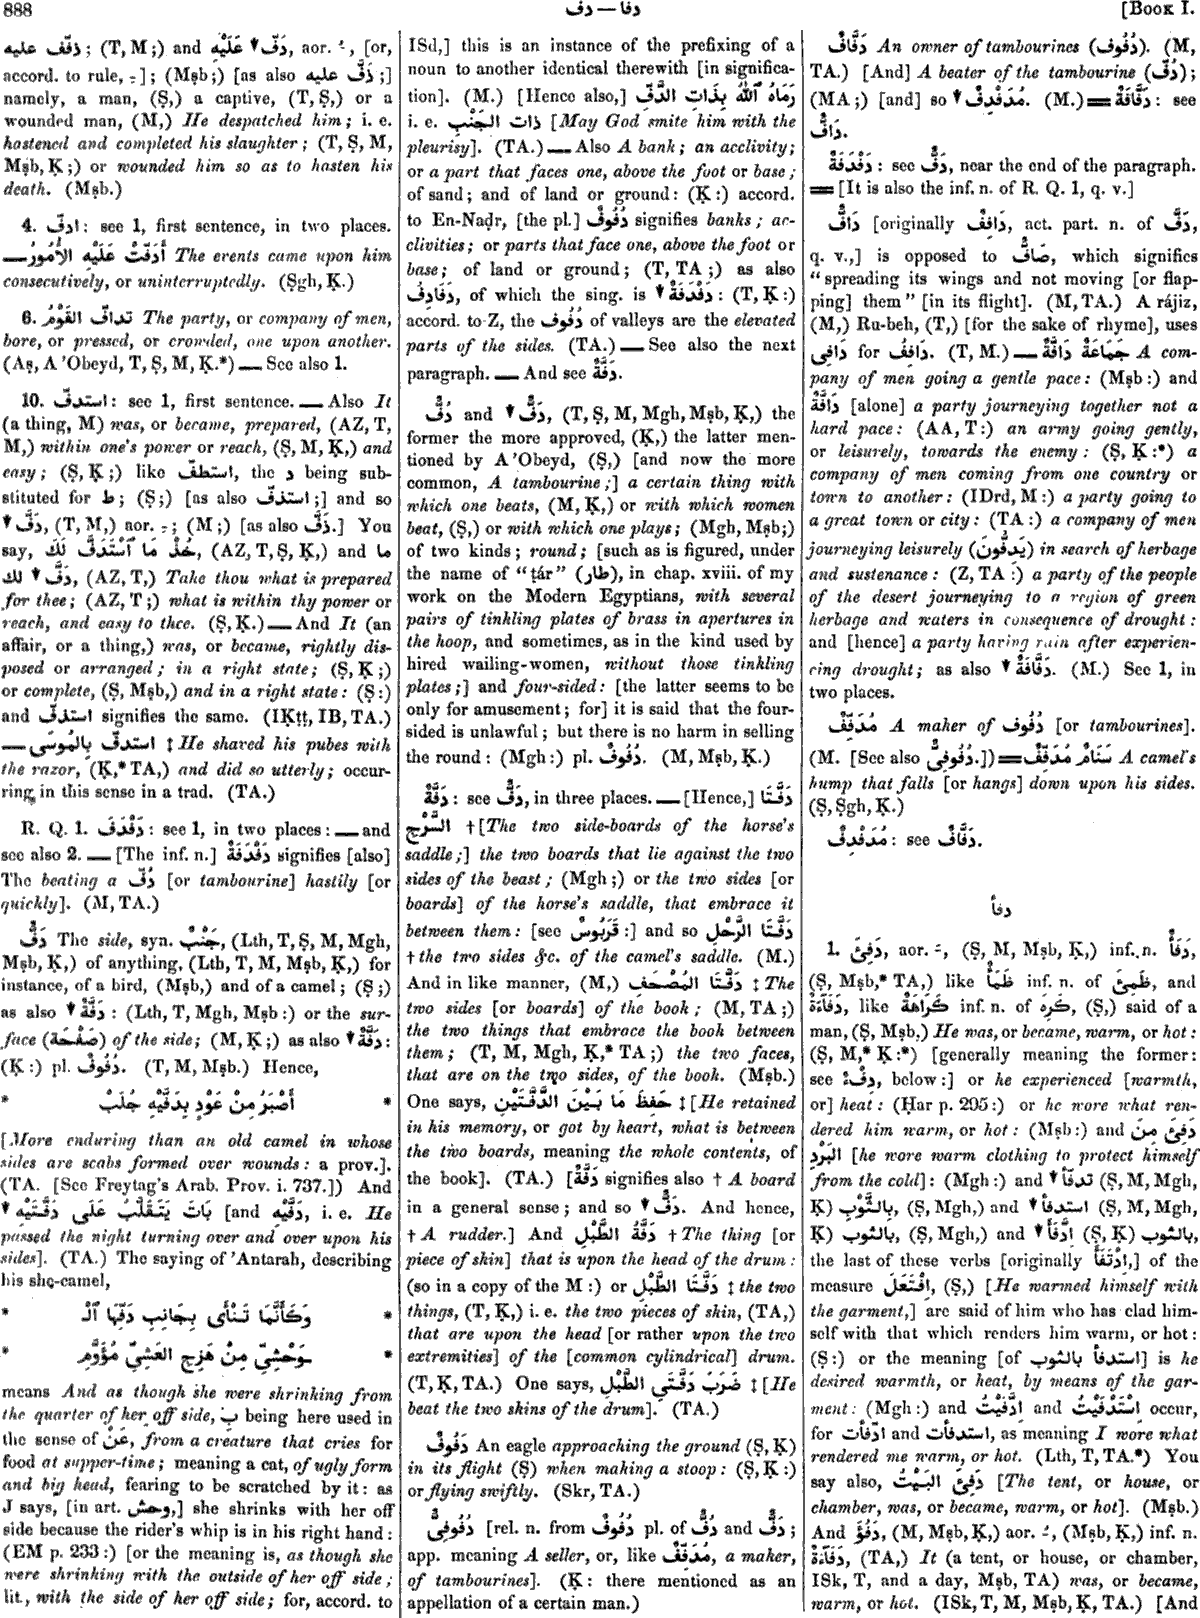 888
دفأ — دف
[Book I.
ذفّف عليه ; (T, M ;) and دَفَّ ▾ عَلَيْهِ, aor. ـُ, [or,
accord. to rule, ـِ] ; (Mṣb ;) [as also ذَفَّ عليه ;]
namely, a man, (Ṣ,) a captive, (T, Ṣ,) or a
wounded man, (M,) He despatched him ; i. e.
hastened and completed his slaughter ; (T, Ṣ, M,
Mṣb, Ḳ ;) or wounded him so as to hasten his
death. (Mṣb.)
4. ادفّ : see 1, first sentence, in two places.
— أَدَفَّتْ عَلَيْهِ الأُمُورُ The events came upon him
consecutively, or uninterruptedly. (Ṣgh, Ḳ.)
6. تدافّ القَوْمُ The party, or company of men,
bore, or pressed, or crowded, one upon another.
(Aṣ, A 'Obeyd, T, Ṣ, M, Ḳ.*) — See also 1.
10. استدفّ : see 1, first sentence. — Also It
(a thing, M) was, or became, prepared, (AZ, T,
M,) within one's power or reach, (Ṣ, M, Ḳ,) and
easy ; (Ṣ, Ḳ ;) like استطفّ, the د being sub-
stituted for ط ; (Ṣ ;) [as also استذفّ ;] and so
▾ دَفَّ, (T, M,) aor. ـِ ; (M ;) [as also ذَفَّ.] You
say, خُذْ مَا ٱسْتَدَفَّ لَكَ, (AZ, T, Ṣ, Ḳ,) and ما
دَفَّ ▾ لك, (AZ, T,) Take thou what is prepared
for thee ; (AZ, T ;) what is within thy power or
reach, and easy to thee. (Ṣ, Ḳ.) — And It (an
affair, or a thing,) was, or became, rightly dis-
posed or arranged ; in a right state ; (Ṣ, Ḳ ;)
or complete, (Ṣ, Mṣb,) and in a right state : (Ṣ :)
and استذفّ signifies the same. (IḲṭṭ, IB, TA.)
— استدفّ بِالمُوسَى ‡ He shaved his pubes with
the razor, (Ḳ,* TA,) and did so utterly ; occur-
ring in this sense in a trad. (TA.)
R. Q. 1. دَفْدَفَ : see 1, in two places : — and
see also 2. — [The inf. n.] دَفْدَفَةٌ signifies [also]
The beating a دُفّ [or tambourine] hastily [or
quickly]. (M, TA.)
دَفٌّ The side, syn. جَنْبٌ, (Lth, T, Ṣ, M, Mgh,
Mṣb, Ḳ,) of anything, (Lth, T, M, Mṣb, Ḳ,) for
instance, of a bird, (Mṣb,) and of a camel ; (Ṣ ;)
as also ▾ دَفَّةٌ : (Lth, T, Mgh, Mṣb :) or the sur-
face (صَفْحَة) of the side ; (M, Ḳ ;) as also ▾ دَفَّةٌ :
(Ḳ :) pl. دُفُوفٌ. (T, M, Mṣb.) Hence,
* أَصْبَرُ مِنْ عَوْدٍ بِدَفَّيْهِ جُلَبْ *
[More enduring than an old camel in whose
sides are scabs formed over wounds : a prov.].
(TA. [See Freytag's Arab. Prov. i. 737.]) And
▾ بَاتَ يَتَقَلَّبُ عَلَى دَفَّتَيْهِ [and دَفَّيْهِ, i. e. He
passed the night turning over and over upon his
sides]. (TA.) The saying of 'Antarah, describing
his she-camel,
* وَكَأَنَّمَا تَنْأَى بِجَانِبِ دَفِّهَا ٱلْ *
* ـوَحْشِيِّ مِنْ هَزِجِ العَشِىِّ مُؤَوَّمِ *
means And as though she were shrinking from
the quarter of her off side, ب being here used in
the sense of عَنْ, from a creature that cries for
food at supper-time ; meaning a cat, of ugly form
and big head, fearing to be scratched by it : as
J says, [in art. وحش,] she shrinks with her off
side because the rider's whip is in his right hand :
(EM p. 233 :) [or the meaning is, as though she
were shrinking with the outside of her off side ;
lit., with the side of her off side ; for, accord. to
ISd,] this is an instance of the prefixing of a
noun to another identical therewith [in significa-
tion]. (M.) [Hence also,] رَمَاهُ ٱللّٰهُ بِذَاتِ الدَّفِّ
i. e. ذات الجَنْبِ [May God smite him with the
pleurisy]. (TA.) — Also A bank ; an acclivity ;
or a part that faces one, above the foot or base ;
of sand ; and of land or ground : (Ḳ :) accord.
to En-Naḍr, [the pl.] دُفُوفٌ signifies banks ; ac-
clivities ; or parts that face one, above the foot or
base ; of land or ground ; (T, TA ;) as also
دَفَادِفُ, of which the sing. is ▾ دَفْدَفَةٌ : (T, Ḳ :)
accord. to Z, the دُفُوف of valleys are the elevated
parts of the sides. (TA.) — See also the next
paragraph. — And see دَفَّةٌ.
دُفٌّ and ▾ دَفٌّ, (T, Ṣ, M, Mgh, Mṣb, Ḳ,) the
former the more approved, (Ḳ,) the latter men-
tioned by A 'Obeyd, (Ṣ,) [and now the more
common, A tambourine ;] a certain thing with
which one beats, (M, Ḳ,) or with which women
beat, (Ṣ,) or with which one plays ; (Mgh, Mṣb ;)
of two kinds ; round ; [such as is figured, under
the name of "ṭár" (طار), in chap. xviii. of my
work on the Modern Egyptians, with several
pairs of tinkling plates of brass in apertures in
the hoop, and sometimes, as in the kind used by
hired wailing-women, without those tinkling
plates ;] and four-sided : [the latter seems to be
only for amusement ; for] it is said that the four-
sided is unlawful ; but there is no harm in selling
the round : (Mgh :) pl. دُفُوفٌ. (M, Mṣb, Ḳ.)
دَفَّةٌ : see دَفٌّ, in three places. — [Hence,] دَفَّتَا
السَّرْجِ † [The two side-boards of the horse's
saddle ;] the two boards that lie against the two
sides of the beast ; (Mgh ;) or the two sides [or
boards] of the horse's saddle, that embrace it
between them : [see قَرَبُوسٌ :] and so دَفَّتَا الرَّحْلِ
† the two sides &c. of the camel's saddle. (M.)
And in like manner, (M,) دَفَّتَا المُصْحَفِ ‡ The
two sides [or boards] of the book ; (M, TA ;)
the two things that embrace the book between
them ; (T, M, Mgh, Ḳ,* TA ;) the two faces,
that are on the two sides, of the book. (Mṣb.)
One says, حَفِظَ مَا بَيْنَ الدَّفَّتَيْنِ ‡ [He retained
in his memory, or got by heart, what is between
the two boards, meaning the whole contents, of
the book]. (TA.) [دَفَّةٌ signifies also † A board
in a general sense ; and so ▾ دَفٌّ. And hence,
† A rudder.] And دَفَّةُ الطَّبْلِ † The thing [or
piece of skin] that is upon the head of the drum :
(so in a copy of the M :) or دَفَّتَا الطَّبْلِ ‡ the two
things, (T, Ḳ,) i. e. the two pieces of skin, (TA,)
that are upon the head [or rather upon the two
extremities] of the [common cylindrical] drum.
(T, Ḳ, TA.) One says, ضَرَبَ دَفَّتَىِ الطَّبْلِ ‡ [He
beat the two skins of the drum]. (TA.)
دَفُوفٌ An eagle approaching the ground (Ṣ, Ḳ)
in its flight (Ṣ) when making a stoop : (Ṣ, Ḳ :)
or flying swiftly. (Skr, TA.)
دُفُوفِىٌّ [rel. n. from دُفُوفٌ pl. of دُفٌّ and دَفٌّ ;
app. meaning A seller, or, like مُدَفِّفٌ, a maker,
of tambourines]. (Ḳ : there mentioned as an
appellation of a certain man.)
دَفَّافٌ An owner of tambourines (دُفُوف). (M,
TA.) [And] A beater of the tambourine (دُفّ) ;
(MA ;) [and] so ▾ مُدَفْدِفٌ. (M.) = دَفَّافَةٌ : see
دَافٌّ.
دَفْدَفَةٌ : see دَفٌّ, near the end of the paragraph.
= [It is also the inf. n. of R. Q. 1, q. v.]
دَافٌّ [originally دَافِفٌ, act. part. n. of دَفَّ,
q. v.,] is opposed to صَافٌّ, which signifies
"spreading its wings and not moving [or flap-
ping] them" [in its flight]. (M, TA.) A rájiz,
(M,) Ru-beh, (T,) [for the sake of rhyme], uses
دَافِى for دَافِفُ. (T, M.) — جَمَاعَةٌ دَافَّةٌ A com-
pany of men going a gentle pace : (Mṣb :) and
دَافَّةٌ [alone] a party journeying together not a
hard pace : (AA, T :) an army going gently,
or leisurely, towards the enemy : (Ṣ, Ḳ :*) a
company of men coming from one country or
town to another : (IDrd, M :) a party going to
a great town or city : (TA :) a company of men
journeying leisurely (يَدِفُّونَ) in search of herbage
and sustenance : (Z, TA :) a party of the people
of the desert journeying to a region of green
herbage and waters in consequence of drought :
and [hence] a party having rain after experien-
cing drought ; as also ▾ دَفَّافَةٌ. (M.) See 1, in
two places.
مُدَفِّفٌ A maker of دُفُوف [or tambourines].
(M. [See also دُفُوفِىٌّ.]) = سَنَامٌ مُدَفِّفٌ A camel's
hump that falls [or hangs] down upon his sides.
(Ṣ, Ṣgh, Ḳ.)
مُدَفْدِفٌ : see دَفَّافٌ.
دفأ
1. دَفِئَ, aor. ـَ, (Ṣ, M, Mṣb, Ḳ,) inf. n. دَفَأٌ,
(Ṣ, Mṣb,* TA,) like ظَمَأٌ inf. n. of ظَمِئَ, and
دَفَآءَةٌ, like كَرَاهَةٌ inf. n. of كَرِهَ, (Ṣ,) said of a
man, (Ṣ, Mṣb,) He was, or became, warm, or hot :
(Ṣ, M,* Ḳ :*) [generally meaning the former :
see دِفْءٌ, below :] or he experienced [warmth,
or] heat : (Ḥar p. 295 :) or he wore what ren-
dered him warm, or hot : (Mṣb :) and دَفِئَ مِنَ
البَرْدِ [he wore warm clothing to protect himself
from the cold] : (Mgh :) and ▾ تدفّأ (Ṣ, M, Mgh,
Ḳ) بِالثَّوْبِ, (Ṣ, Mgh,) and ▾ استدفأ (Ṣ, M, Mgh,
Ḳ) بالثوب, (Ṣ, Mgh,) and ▾ اِدَّفَأَ (Ṣ, Ḳ) بالثوب,
the last of these verbs [originally اِدْتَفَأَ,] of the
measure اِفْتَعَلَ, (Ṣ,) [He warmed himself with
the garment,] are said of him who has clad him-
self with that which renders him warm, or hot :
(Ṣ :) or the meaning [of استدفأ بالثوب] is he
desired warmth, or heat, by means of the gar-
ment : (Mgh :) and اِدَّفَيْتُ and اِسْتَدْفَيْتُ occur,
for ادّفأت and استدفأت, as meaning I wore what
rendered me warm, or hot. (Lth, T, TA.*) You
say also, دَفِئَ البَيْتُ [The tent, or house, or
chamber, was, or became, warm, or hot]. (Mṣb.)
And دَفُؤَ, (M, Mṣb, Ḳ,) aor. ـُ, (Mṣb, Ḳ,) inf. n.
دَفَآءَةٌ, (TA,) It (a tent, or house, or chamber,
ISk, T, and a day, Mṣb, TA) was, or became,
warm, or hot. (ISk, T, M, Mṣb, Ḳ, TA.) [And